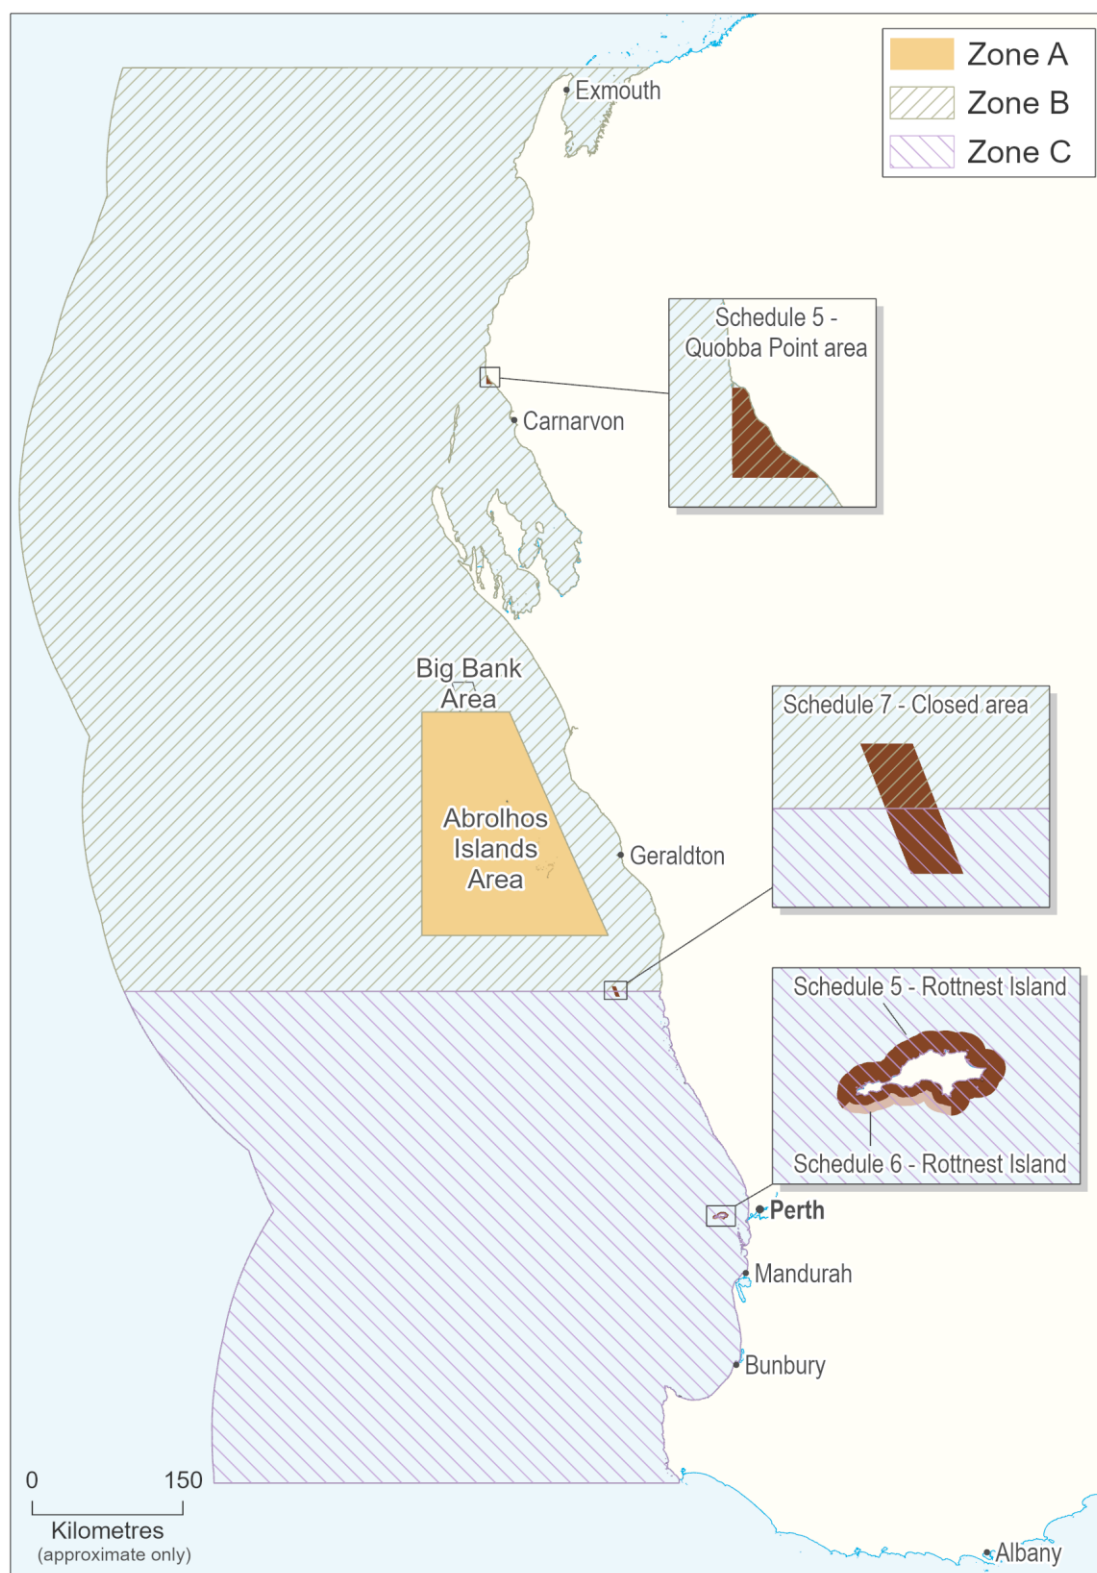 Zone A
Zone B
Zone C
Exmouth
Schedule 5 -
Quobba Point area
Carnarvon
Big Bank
Area
Schedule 7 - Closed area
Abrolhos
Islands
Area
Geraldton
Schedule 5 - Rottnest Island
Schedule 6 - Rottnest Island
Perth
Mandurah
Bunbury
0 150
Kilometres
(approximate only)
Albany